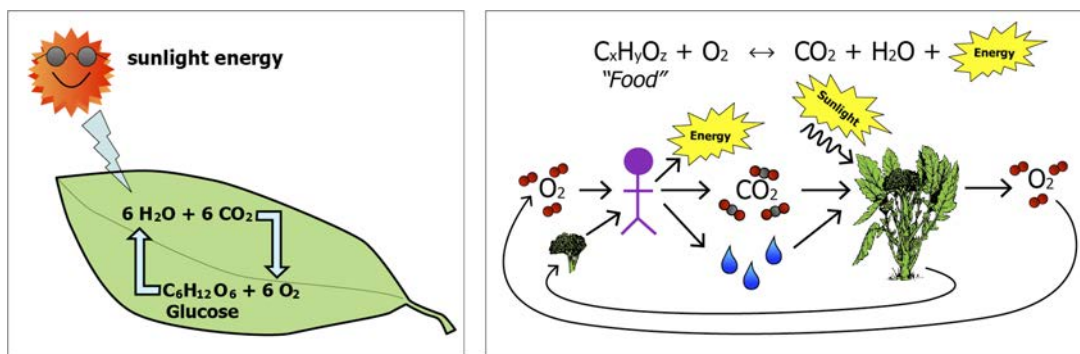 sunlight energy
6 H₂O + 6 CO₂
C₆H₁₂O₆ + 6 O₂
Glucose
CₓHᵧO_z + O₂ ↔ CO₂ + H₂O + Energy
"Food"
Sunlight
Energy
O₂
CO₂
O₂